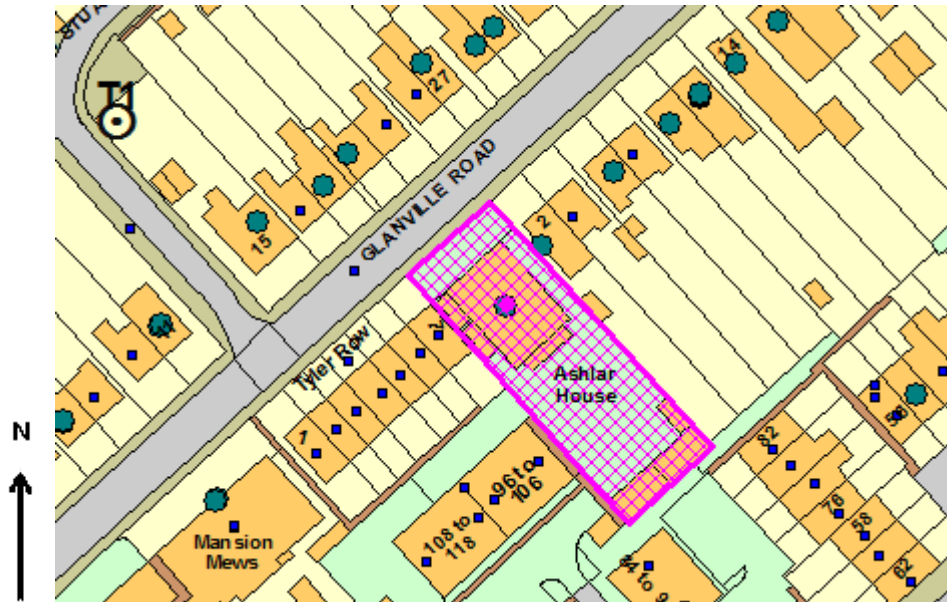 T1
14
27
GLANVILLE ROAD
15
2
Tyler Row
1
Ashlar
House
N
96 to
106
108 to
118
Mansion
Mews
82
76
58
62